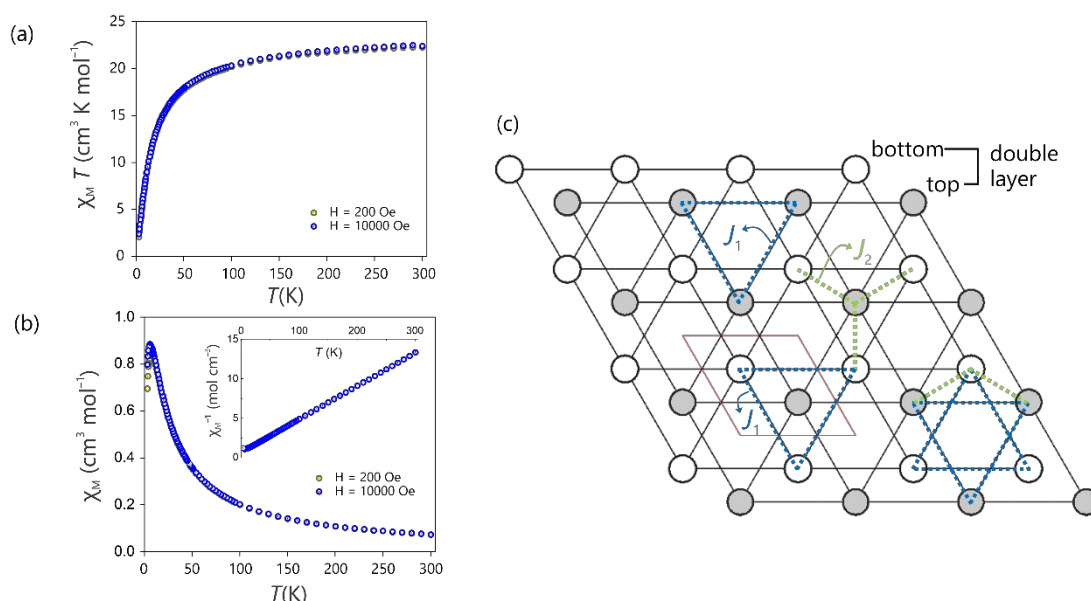 (a)
χM T (cm³ K mol⁻¹)
25
20
15
10
5
0
H = 200 Oe
H = 10000 Oe
0 50 100 150 200 250 300
T(K)
(b)
χM (cm³ mol⁻¹)
1.0
0.8
0.6
0.4
0.2
0.0
0 100 200 300
T (K)
χM⁻¹ (mol cm⁻³)
15
10
5
0
H = 200 Oe
H = 10000 Oe
0 50 100 150 200 250 300
T(K)
(c)
bottom
top
double
layer
J1
J2
J1